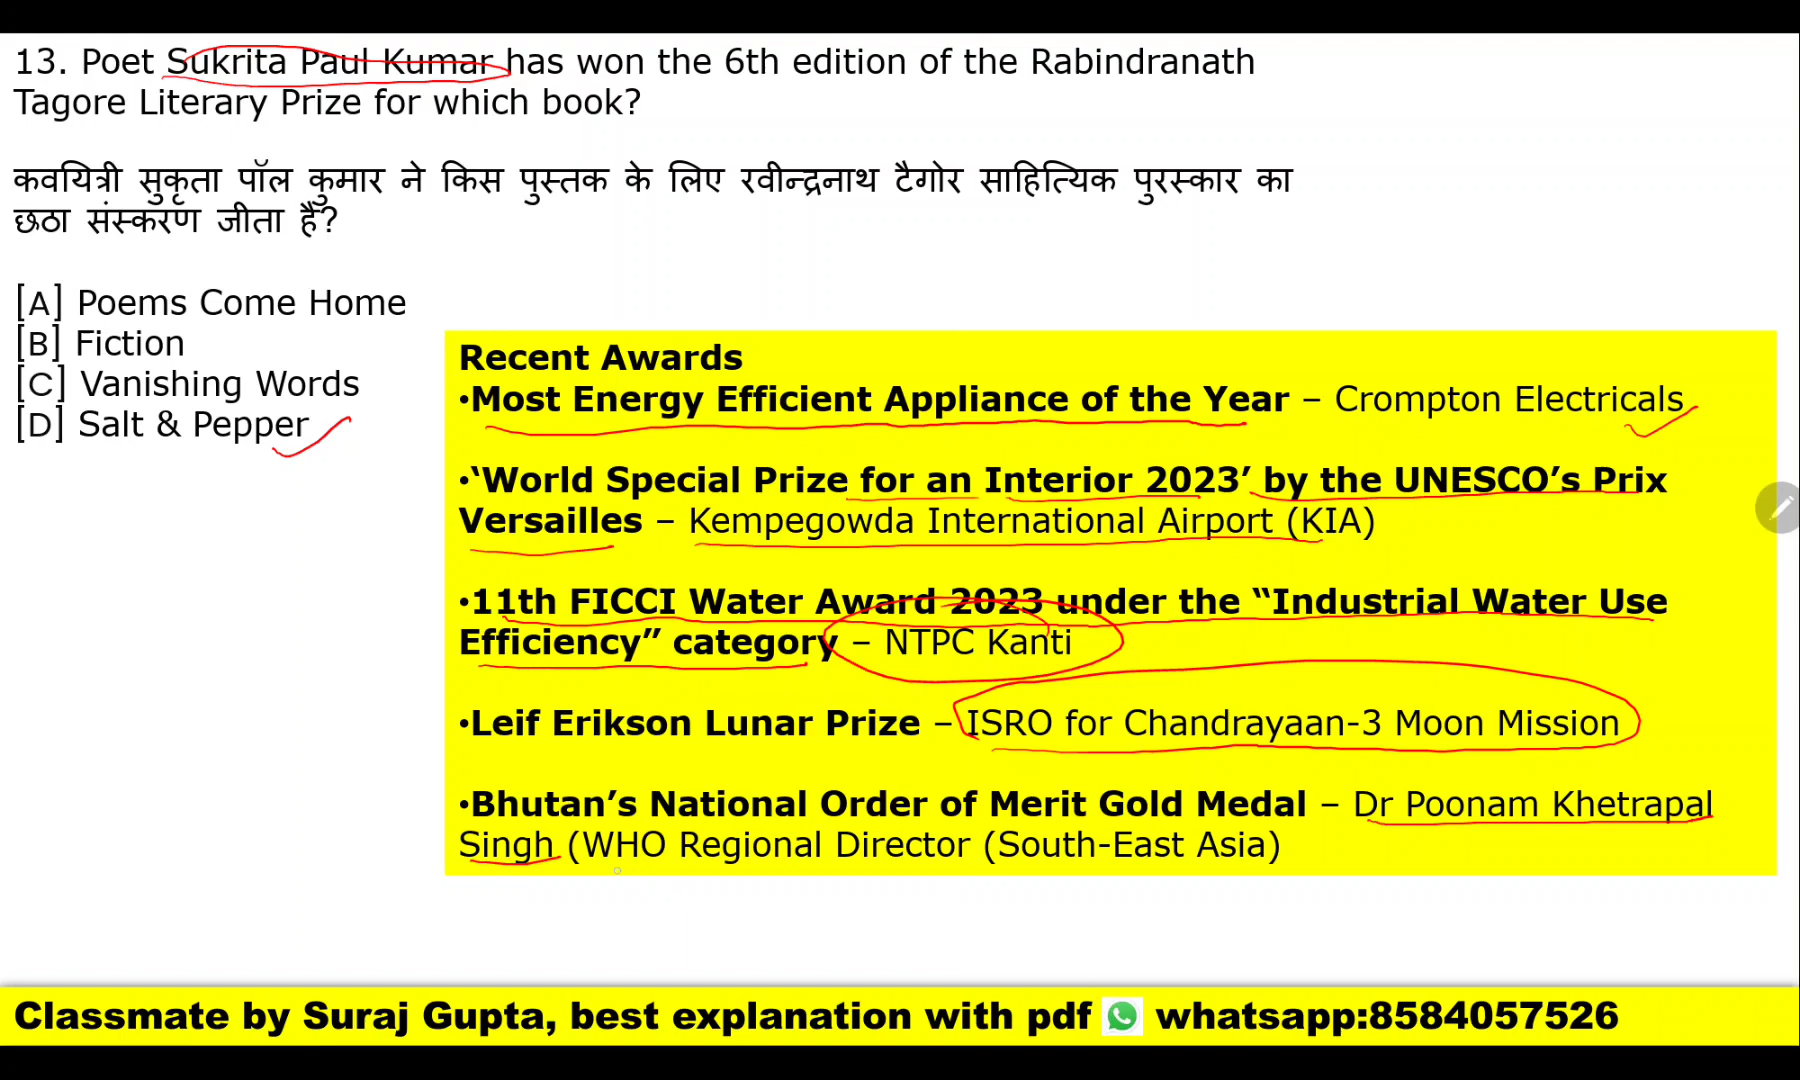 13. Poet Sukrita Paul Kumar has won the 6th edition of the Rabindranath
Tagore Literary Prize for which book?
कवयित्री सुकृता पॉल कुमार ने किस पुस्तक के लिए रवीन्द्रनाथ टैगोर साहित्यिक पुरस्कार का
छठा संस्करण जीता है?
[A] Poems Come Home
[B] Fiction
[C] Vanishing Words
[D] Salt & Pepper
Recent Awards
•Most Energy Efficient Appliance of the Year – Crompton Electricals
•‘World Special Prize for an Interior 2023’ by the UNESCO’s Prix
Versailles – Kempegowda International Airport (KIA)
•11th FICCI Water Award 2023 under the “Industrial Water Use
Efficiency” category – NTPC Kanti
•Leif Erikson Lunar Prize – ISRO for Chandrayaan-3 Moon Mission
•Bhutan’s National Order of Merit Gold Medal – Dr Poonam Khetrapal
Singh (WHO Regional Director (South-East Asia)
Classmate by Suraj Gupta, best explanation with pdf whatsapp:8584057526